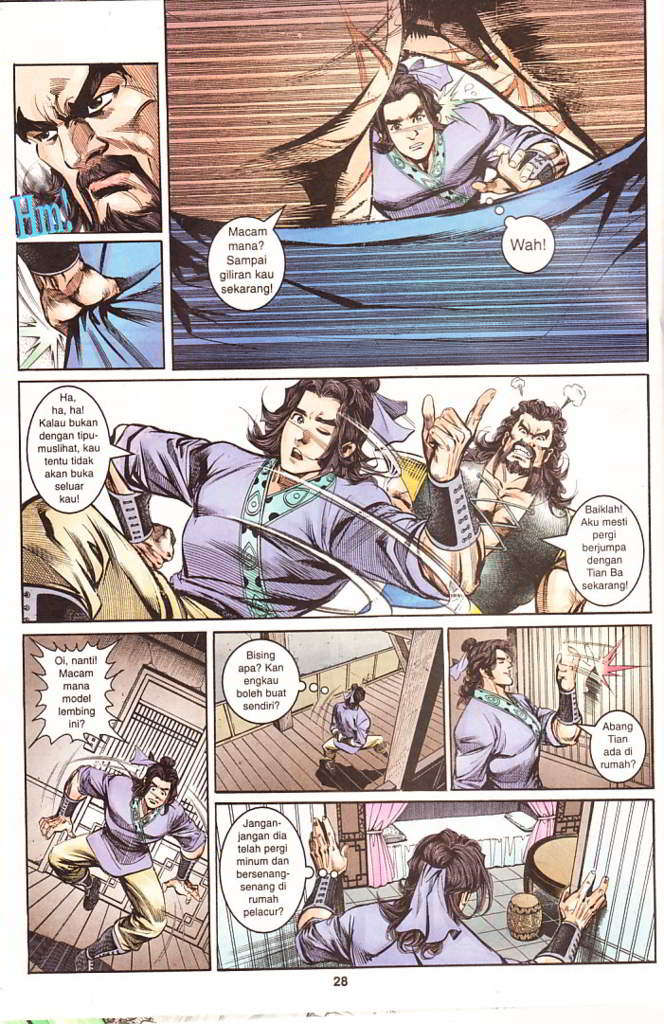 Hm!
Macam
mana?
Sampai
giliran kau
sekarang!
Wah!
Ha,
ha, ha!
Kalau bukan
dengan tipu-
muslihat, kau
tentu tidak
akan buka
seluar
kau!
Baiklah!
Aku mesti
pergi
berjumpa
dengan
Tian Ba
sekarang!
Oi, nanti!
Macam
mana
model
lembing
ini?
Bising
apa? Kan
engkau
boleh buat
sendiri?
Abang
Tian
ada di
rumah?
Jangan-
jangan dia
telah pergi
minum dan
bersenang-
senang di
rumah
pelacur?
28